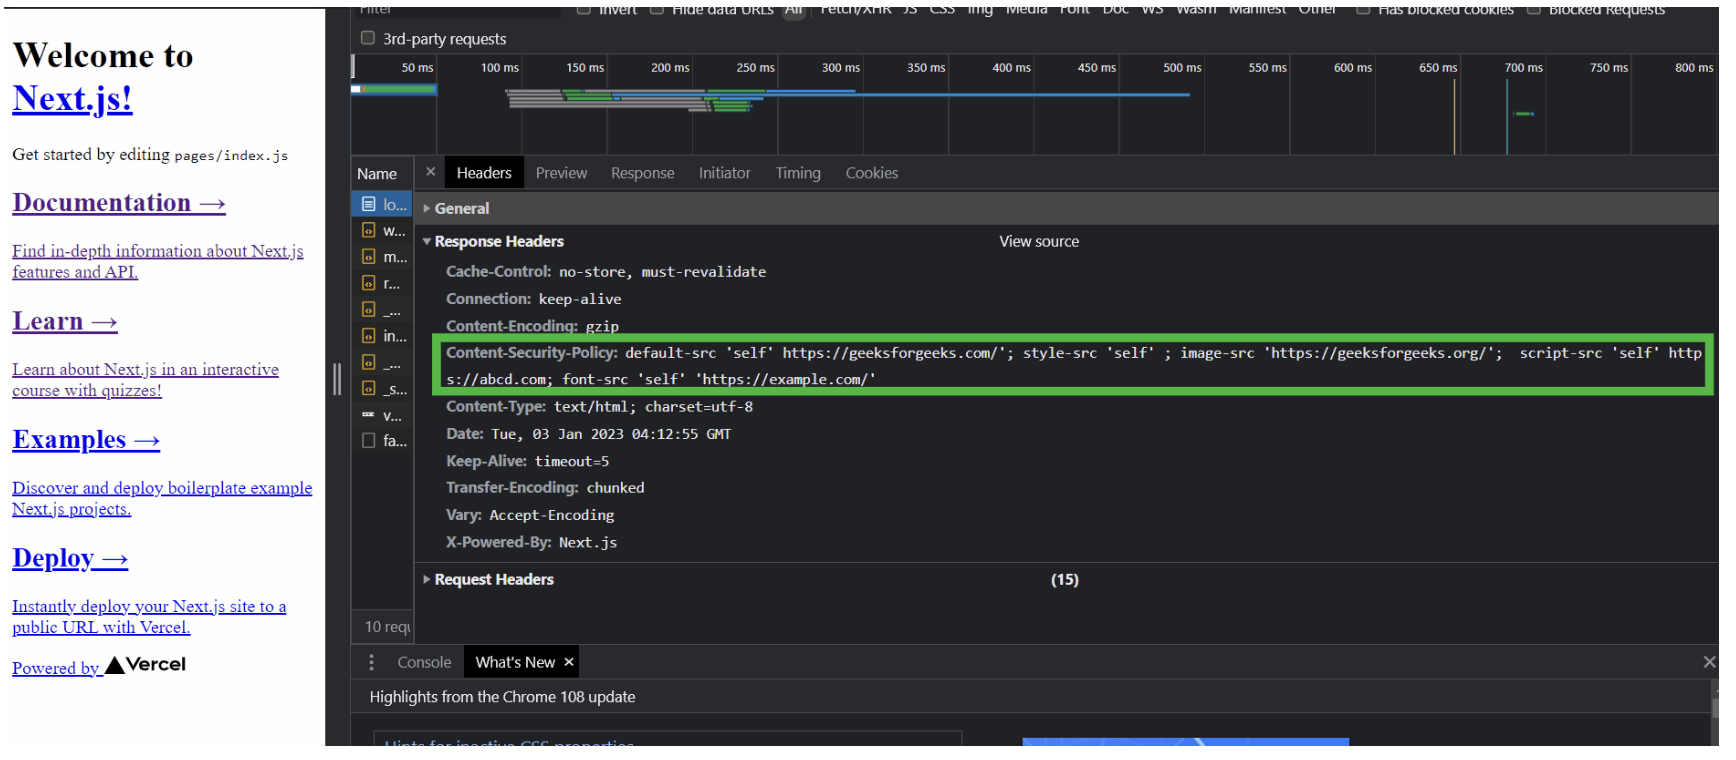 Welcome to
Next.js!
Get started by editing pages/index.js
Documentation →
Find in-depth information about Next.js
features and API.
Learn →
Learn about Next.js in an interactive
course with quizzes!
Examples →
Discover and deploy boilerplate example
Next.js projects.
Deploy →
Instantly deploy your Next.js site to a
public URL with Vercel.
Powered by Vercel
Filter Invert Hide data URLs All Fetch/XHR JS CSS Img Media Font Doc WS Wasm Manifest Other Has blocked cookies Blocked Requests
3rd-party requests
50 ms 100 ms 150 ms 200 ms 250 ms 300 ms 350 ms 400 ms 450 ms 500 ms 550 ms 600 ms 650 ms 700 ms 750 ms 800 ms
Name × Headers Preview Response Initiator Timing Cookies
lo...
w...
m...
r...
_...
in...
_...
_s...
v...
fa...
10 requ
General
Response Headers View source
Cache-Control: no-store, must-revalidate
Connection: keep-alive
Content-Encoding: gzip
Content-Security-Policy: default-src 'self' https://geeksforgeeks.com/'; style-src 'self' ; image-src 'https://geeksforgeeks.org/';  script-src 'self' http
s://abcd.com; font-src 'self' 'https://example.com/'
Content-Type: text/html; charset=utf-8
Date: Tue, 03 Jan 2023 04:12:55 GMT
Keep-Alive: timeout=5
Transfer-Encoding: chunked
Vary: Accept-Encoding
X-Powered-By: Next.js
Request Headers (15)
Console What's New × ×
Highlights from the Chrome 108 update
Hints for inactive CSS properties